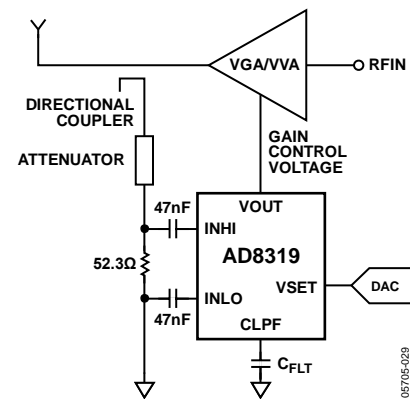 VGA/VVA
RFIN
DIRECTIONAL
COUPLER
ATTENUATOR
GAIN
CONTROL
VOLTAGE
47nF
VOUT
INHI
AD8319
52.3Ω
VSET
DAC
INLO
47nF
CLPF
CFLT
05705-029